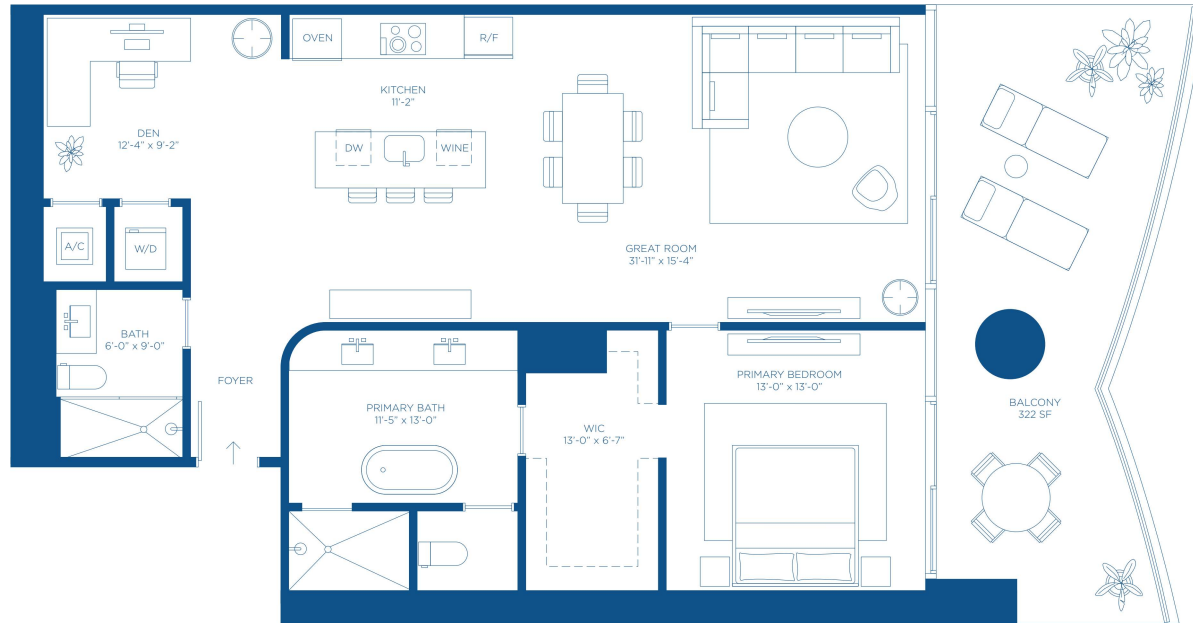 OVEN
R/F
KITCHEN
11'-2"
DEN
12'-4" x 9'-2"
DW
WINE
A/C
W/D
GREAT ROOM
31'-11" x 15'-4"
BATH
6'-0" x 9'-0"
FOYER
PRIMARY BATH
11'-5" x 13'-0"
WIC
13'-0" x 6'-7"
PRIMARY BEDROOM
13'-0" x 13'-0"
BALCONY
322 SF